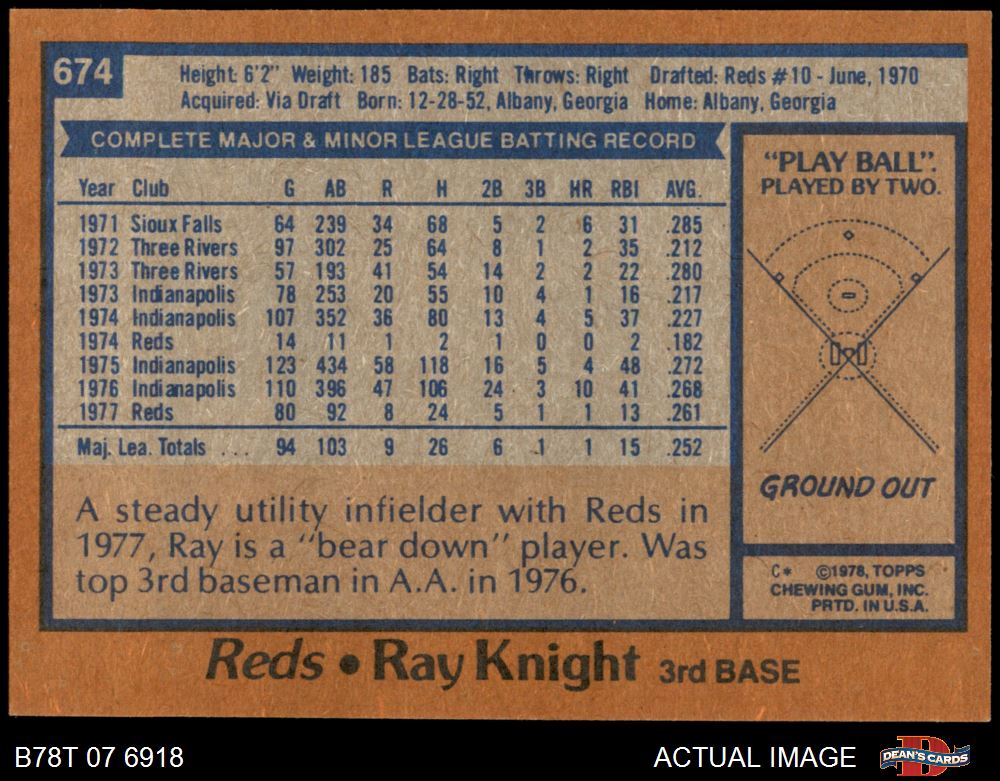 674
Height: 6'2" Weight: 185 Bats: Right Throws: Right Drafted: Reds #10 - June, 1970
Acquired: Via Draft Born: 12-28-52, Albany, Georgia Home: Albany, Georgia
COMPLETE MAJOR & MINOR LEAGUE BATTING RECORD
Year Club G AB R H 2B 3B HR RBI AVG.
1971 Sioux Falls 64 239 34 68 5 2 6 31 .285
1972 Three Rivers 97 302 25 64 8 1 2 35 .212
1973 Three Rivers 57 193 41 54 14 2 2 22 .280
1973 Indianapolis 78 253 20 55 10 4 1 16 .217
1974 Indianapolis 107 352 36 80 13 4 5 37 .227
1974 Reds 14 11 1 2 1 0 0 2 .182
1975 Indianapolis 123 434 58 118 16 5 4 48 .272
1976 Indianapolis 110 396 47 106 24 3 10 41 .268
1977 Reds 80 92 8 24 5 1 1 13 .261
Maj. Lea. Totals ... 94 103 9 26 6 1 1 15 .252
A steady utility infielder with Reds in
1977, Ray is a "bear down" player. Was
top 3rd baseman in A.A. in 1976.
"PLAY BALL".
PLAYED BY TWO.
GROUND OUT
C* ©1978, TOPPS
CHEWING GUM, INC.
PRTD. IN U.S.A.
Reds • Ray Knight 3rd BASE
B78T 07 6918
ACTUAL IMAGE
D
DEAN'S CARDS